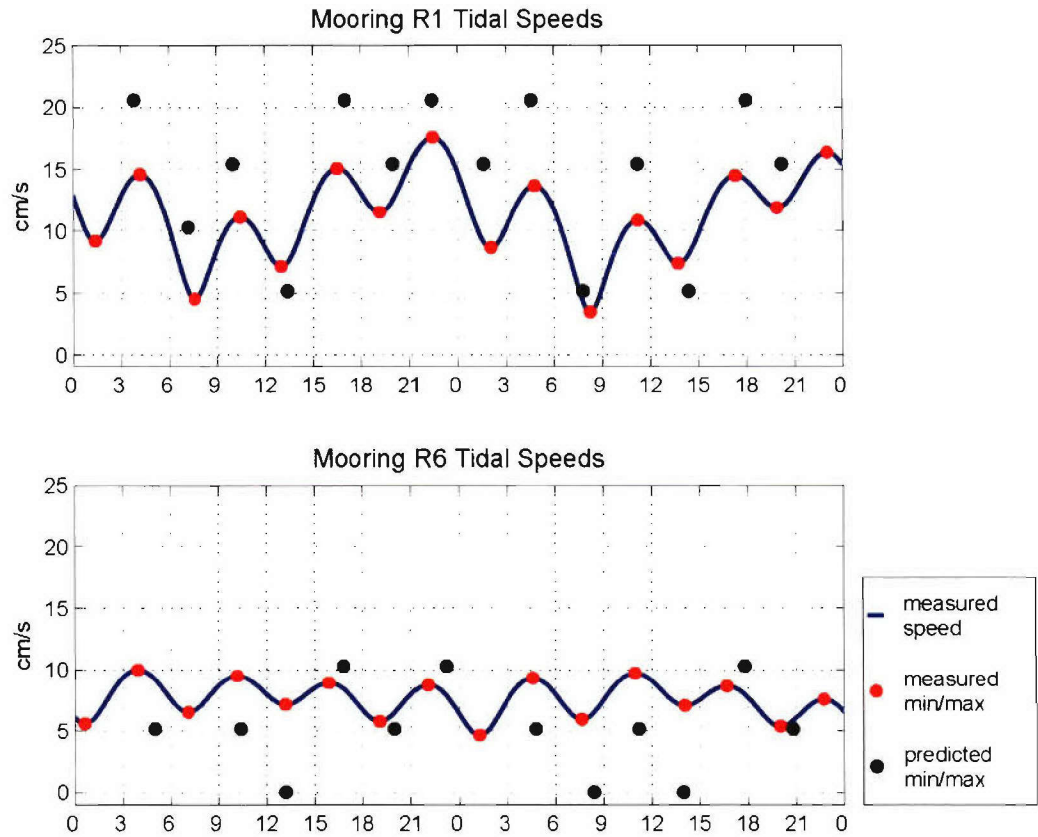 Mooring R1 Tidal Speeds
25
20
15
10
5
0
cm/s
0 3 6 9 12 15 18 21 0 3 6 9 12 15 18 21 0
Mooring R6 Tidal Speeds
25
20
15
10
5
0
cm/s
0 3 6 9 12 15 18 21 0 3 6 9 12 15 18 21 0
measured
speed
measured
min/max
predicted
min/max